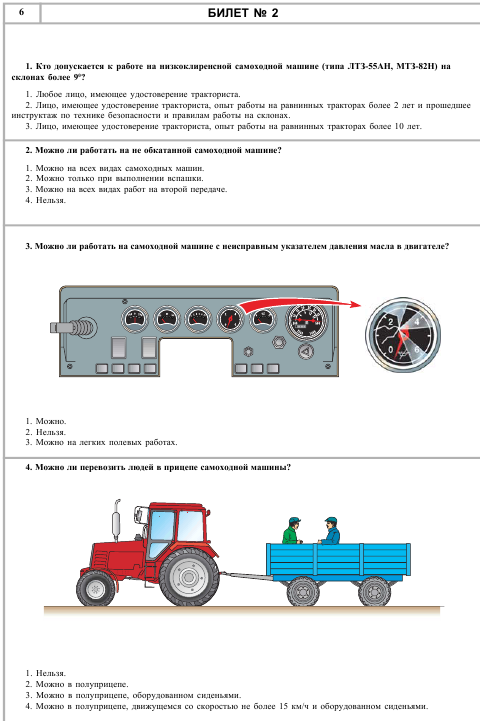 6
БИЛЕТ № 2
1. Кто допускается к работе на низкоклиренсной самоходной машине (типа ЛТЗ-55АН, МТЗ-82Н) на
склонах более 9°?
1. Любое лицо, имеющее удостоверение тракториста.
2. Лицо, имеющее удостоверение тракториста, опыт работы на равнинных тракторах более 2 лет и прошедшее
инструктаж по технике безопасности и правилам работы на склонах.
3. Лицо, имеющее удостоверение тракториста, опыт работы на равнинных тракторах более 10 лет.
2. Можно ли работать на не обкатанной самоходной машине?
1. Можно на всех видах самоходных машин.
2. Можно только при выполнении вспашки.
3. Можно на всех видах работ на второй передаче.
4. Нельзя.
3. Можно ли работать на самоходной машине с неисправным указателем давления масла в двигателе?
2 4
0 6
1. Можно.
2. Нельзя.
3. Можно на легких полевых работах.
4. Можно ли перевозить людей в прицепе самоходной машины?
1. Нельзя.
2. Можно в полуприцепе.
3. Можно в полуприцепе, оборудованном сиденьями.
4. Можно в полуприцепе, движущемся со скоростью не более 15 км/ч и оборудованном сиденьями.